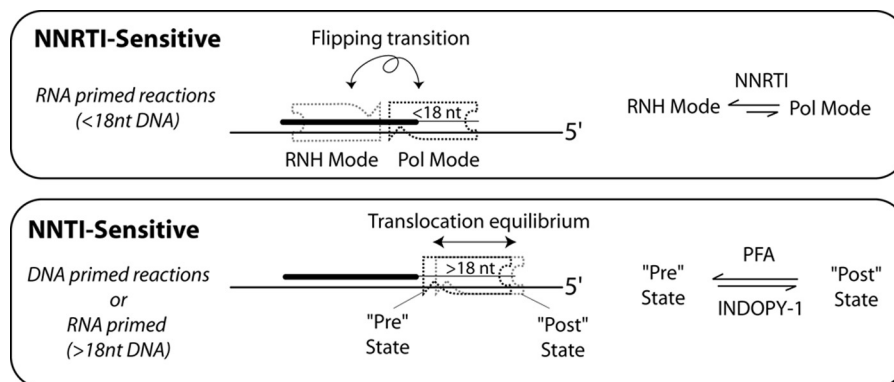 NNRTI-Sensitive
RNA primed reactions
(<18nt DNA)
Flipping transition
<18 nt
5'
RNH Mode
Pol Mode
NNRTI
RNH Mode
Pol Mode
NNTI-Sensitive
DNA primed reactions
or
RNA primed
(>18nt DNA)
Translocation equilibrium
>18 nt
5'
"Pre"
State
"Post"
State
"Pre"
State
PFA
INDOPY-1
"Post"
State